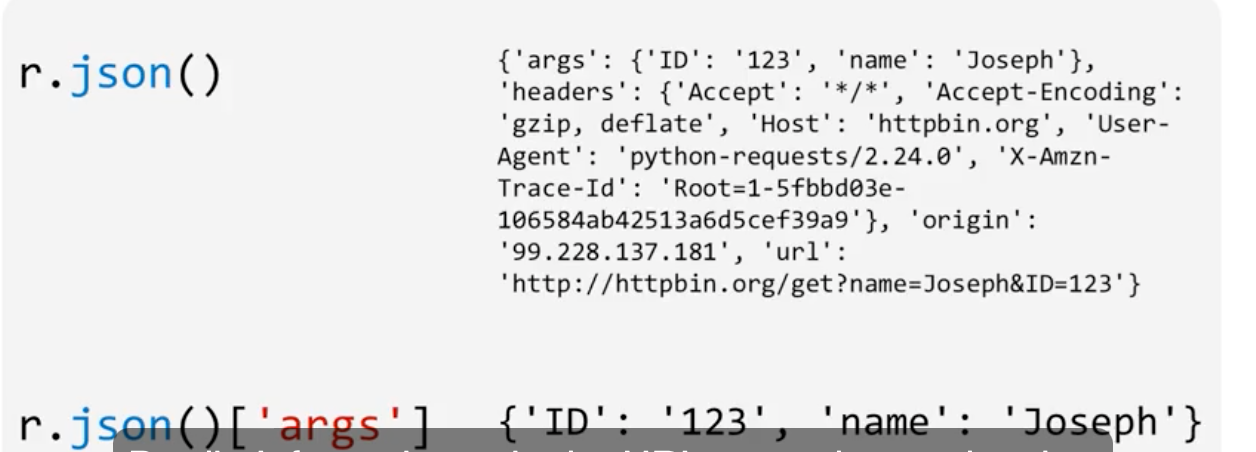 r.json()
{'args': {'ID': '123', 'name': 'Joseph'},
'headers': {'Accept': '*/*', 'Accept-Encoding':
'gzip, deflate', 'Host': 'httpbin.org', 'User-
Agent': 'python-requests/2.24.0', 'X-Amzn-
Trace-Id': 'Root=1-5fbbd03e-
106584ab42513a6d5cef39a9'}, 'origin':
'99.228.137.181', 'url':
'http://httpbin.org/get?name=Joseph&ID=123'}
r.json()['args']
{'ID': '123', 'name': 'Joseph'}